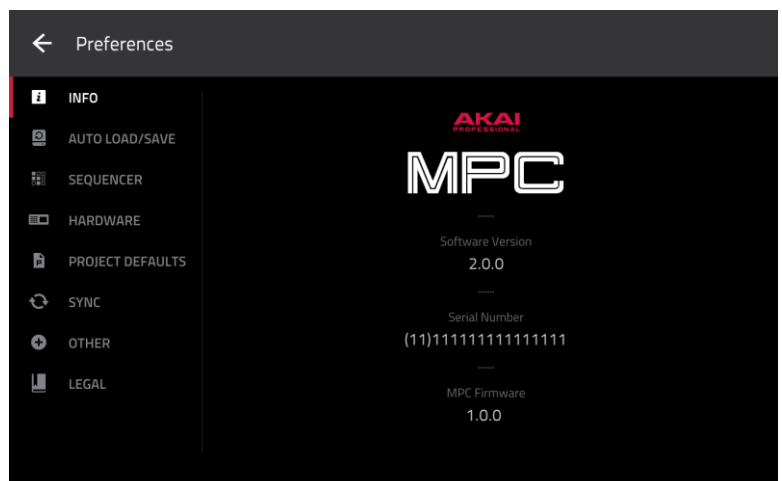 Preferences
INFO
AUTO LOAD/SAVE
SEQUENCER
HARDWARE
PROJECT DEFAULTS
SYNC
OTHER
LEGAL
AKAI
PROFESSIONAL
MPC
Software Version
2.0.0
Serial Number
(11)111111111111111
MPC Firmware
1.0.0